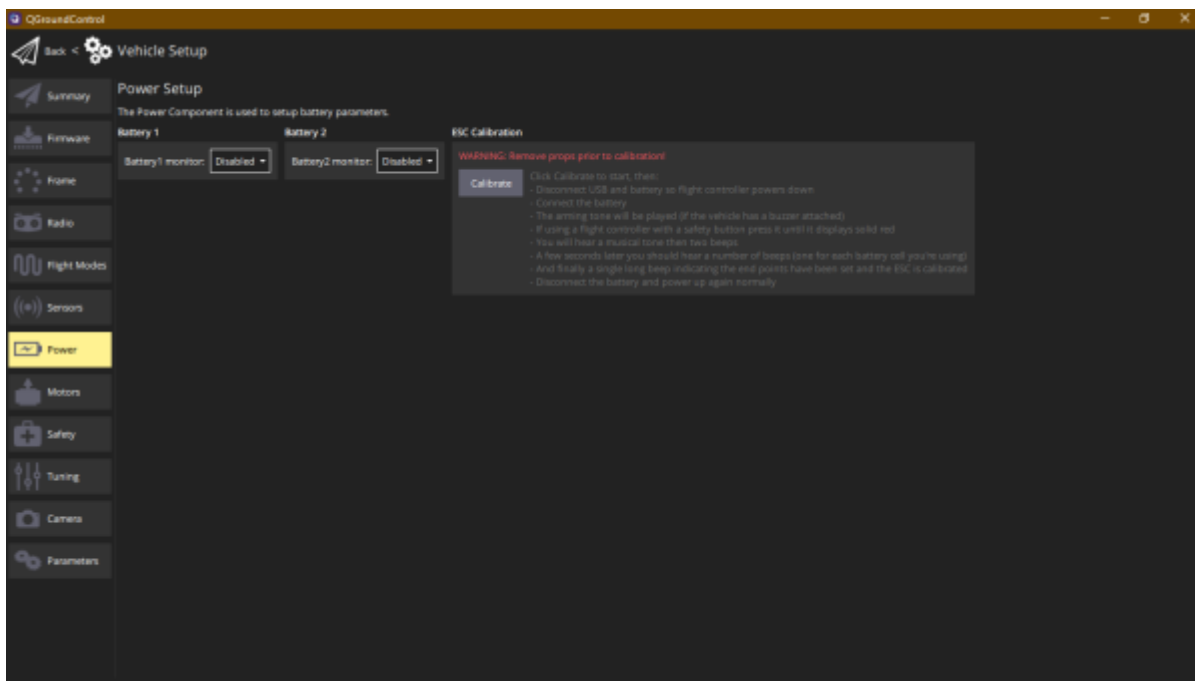 QGroundControl
Back < Vehicle Setup
Summary
Firmware
Frame
Radio
Flight Modes
Sensors
Power
Motors
Safety
Tuning
Camera
Parameters
Power Setup
The Power Component is used to setup battery parameters.
Battery 1
Battery1 monitor: Disabled
Battery 2
Battery2 monitor: Disabled
ESC Calibration
WARNING: Remove props prior to calibration!
Calibrate
Click Calibrate to start, then:
- Disconnect USB and battery so flight controller powers down
- Connect the battery
- The arming tone will be played (if the vehicle has a buzzer attached)
- If using a flight controller with a safety button press it until it displays solid red
- You will hear a musical tone then two beeps
- A few seconds later you should hear a number of beeps (one for each battery cell you're using)
- And finally a single long beep indicating the end points have been set and the ESC is calibrated
- Disconnect the battery and power up again normally